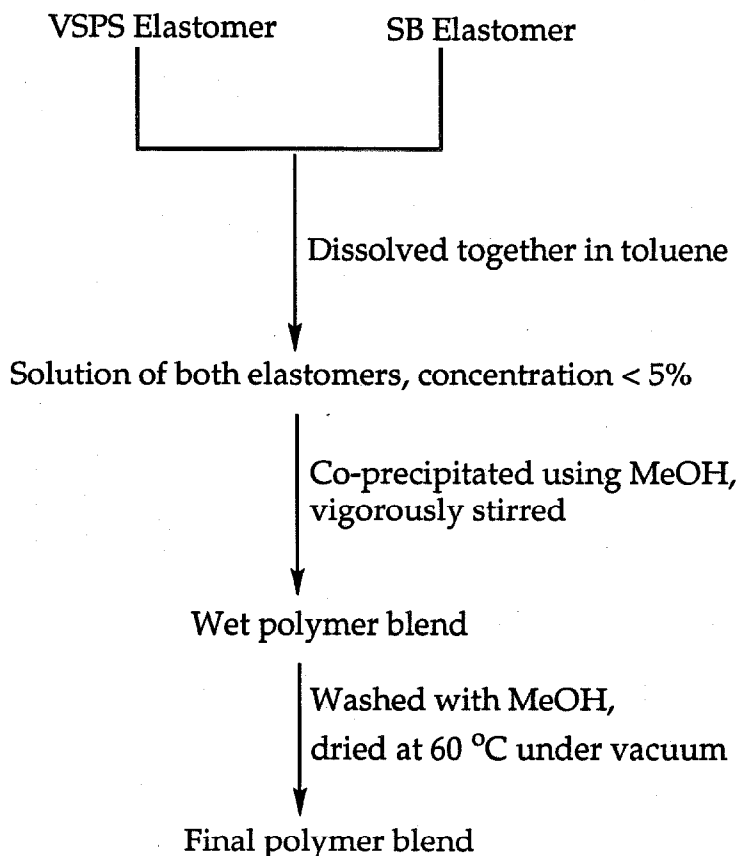 VSPS Elastomer SB Elastomer
Dissolved together in toluene
Solution of both elastomers, concentration < 5%
Co-precipitated using MeOH,
vigorously stirred
Wet polymer blend
Washed with MeOH,
dried at 60 °C under vacuum
Final polymer blend